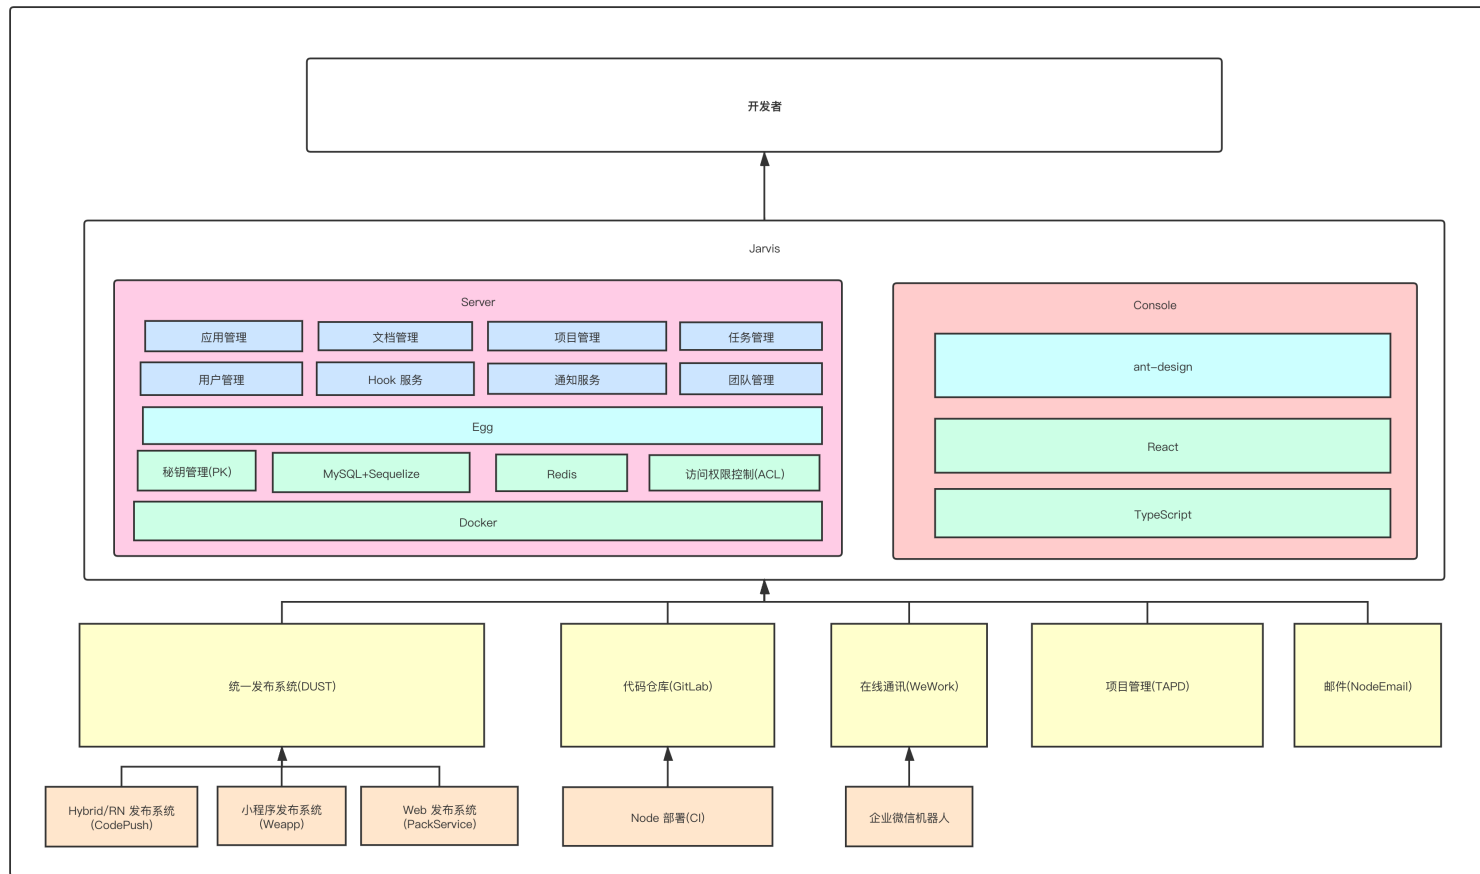 开发者
Jarvis
Server
应用管理
文档管理
项目管理
任务管理
用户管理
Hook 服务
通知服务
团队管理
Egg
秘钥管理(PK)
MySQL+Sequelize
Redis
访问权限控制(ACL)
Docker
Console
ant-design
React
TypeScript
统一发布系统(DUST)
代码仓库(GitLab)
在线通讯(WeWork)
项目管理(TAPD)
邮件(NodeEmail)
Hybrid/RN 发布系统
(CodePush)
小程序发布系统
(Weapp)
Web 发布系统
(PackService)
Node 部署(CI)
企业微信机器人